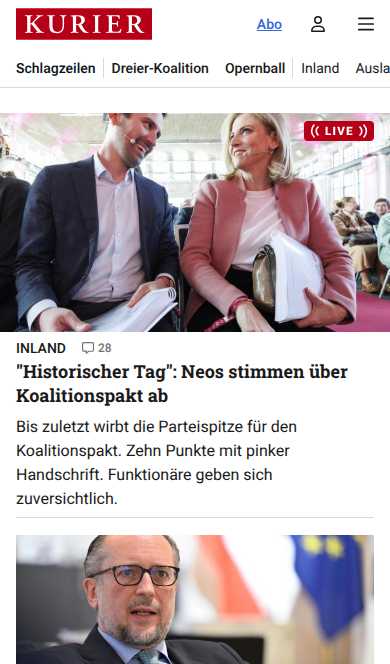 KURIER
Abo
Schlagzeilen Dreier-Koalition Opernball Inland Ausla
LIVE
INLAND 28
"Historischer Tag": Neos stimmen über
Koalitionspakt ab
Bis zuletzt wirbt die Parteispitze für den
Koalitionspakt. Zehn Punkte mit pinker
Handschrift. Funktionäre geben sich
zuversichtlich.